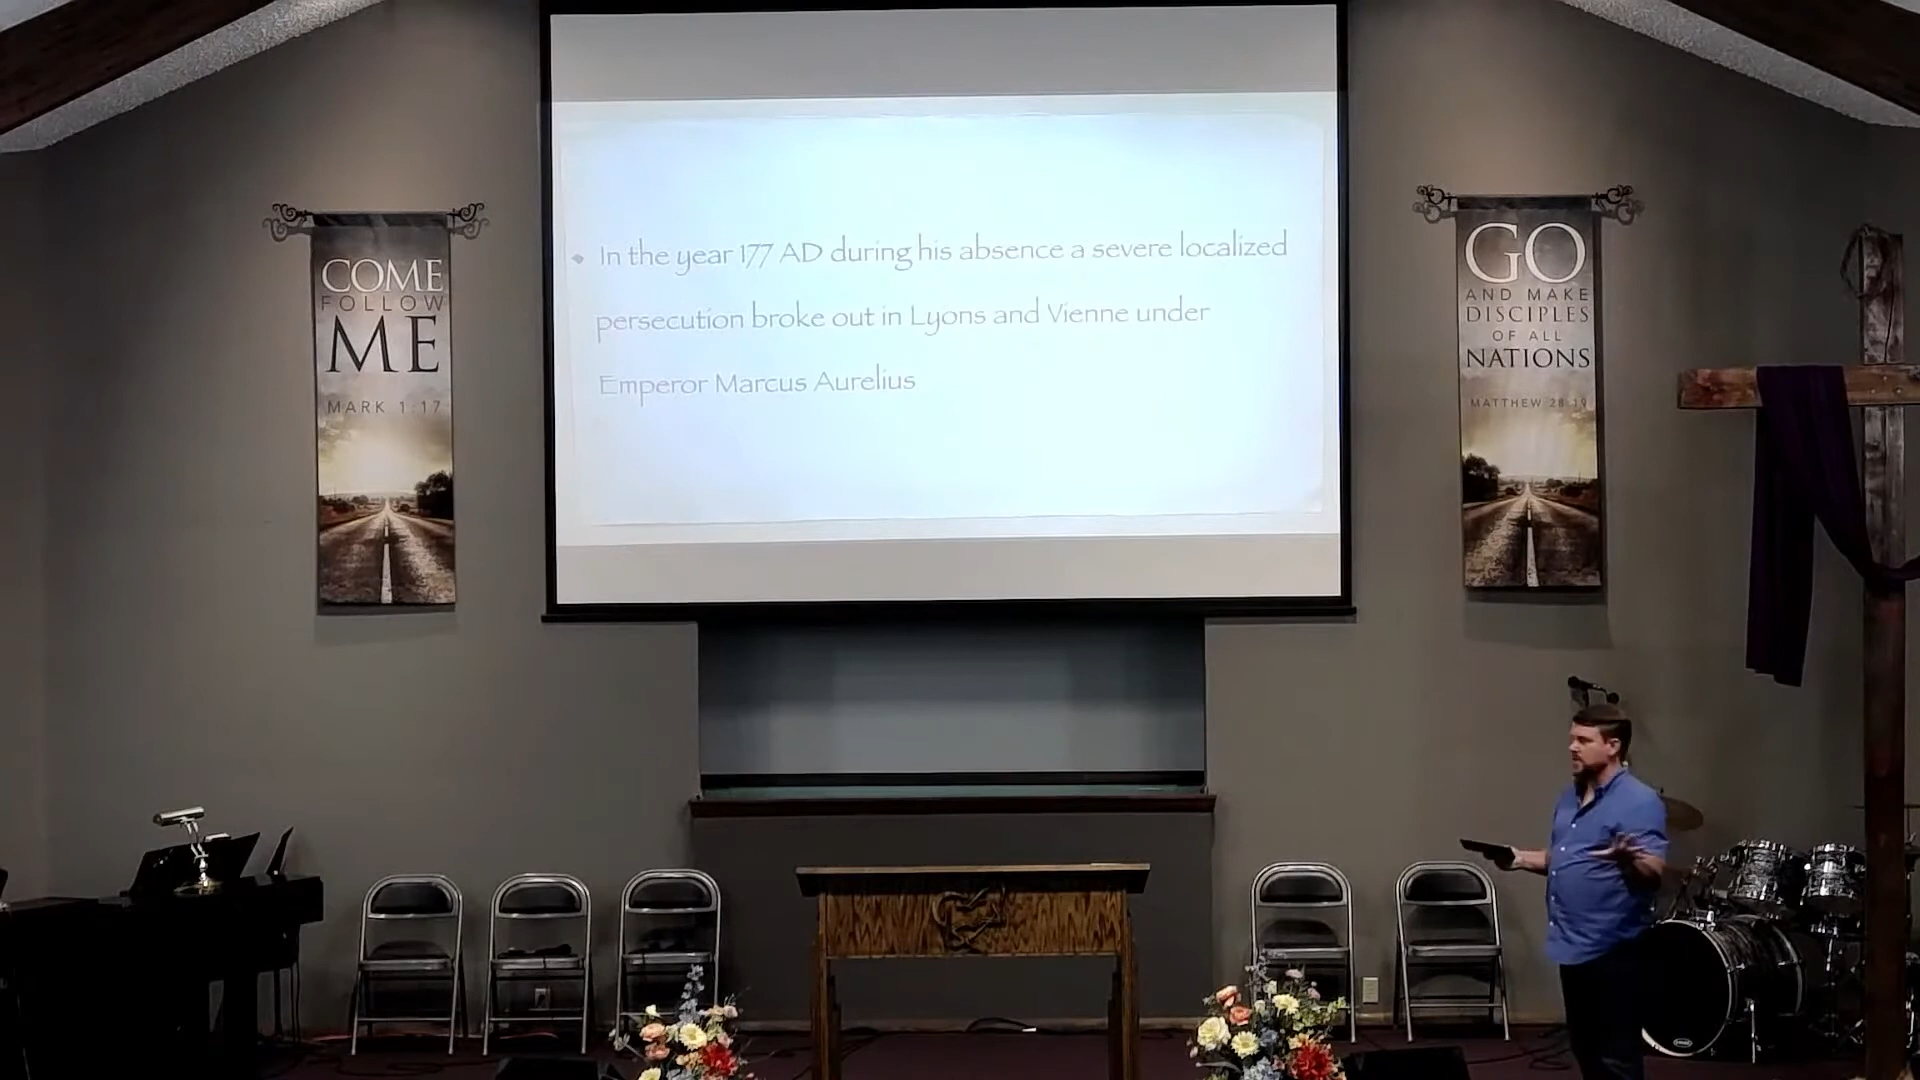 In the year 177 AD during his absence a severe localized
persecution broke out in Lyons and Vienne under
Emperor Marcus Aurelius
COME
FOLLOW
ME
MARK 1:17
GO
AND MAKE
DISCIPLES
OF ALL
NATIONS
MATTHEW 28:19